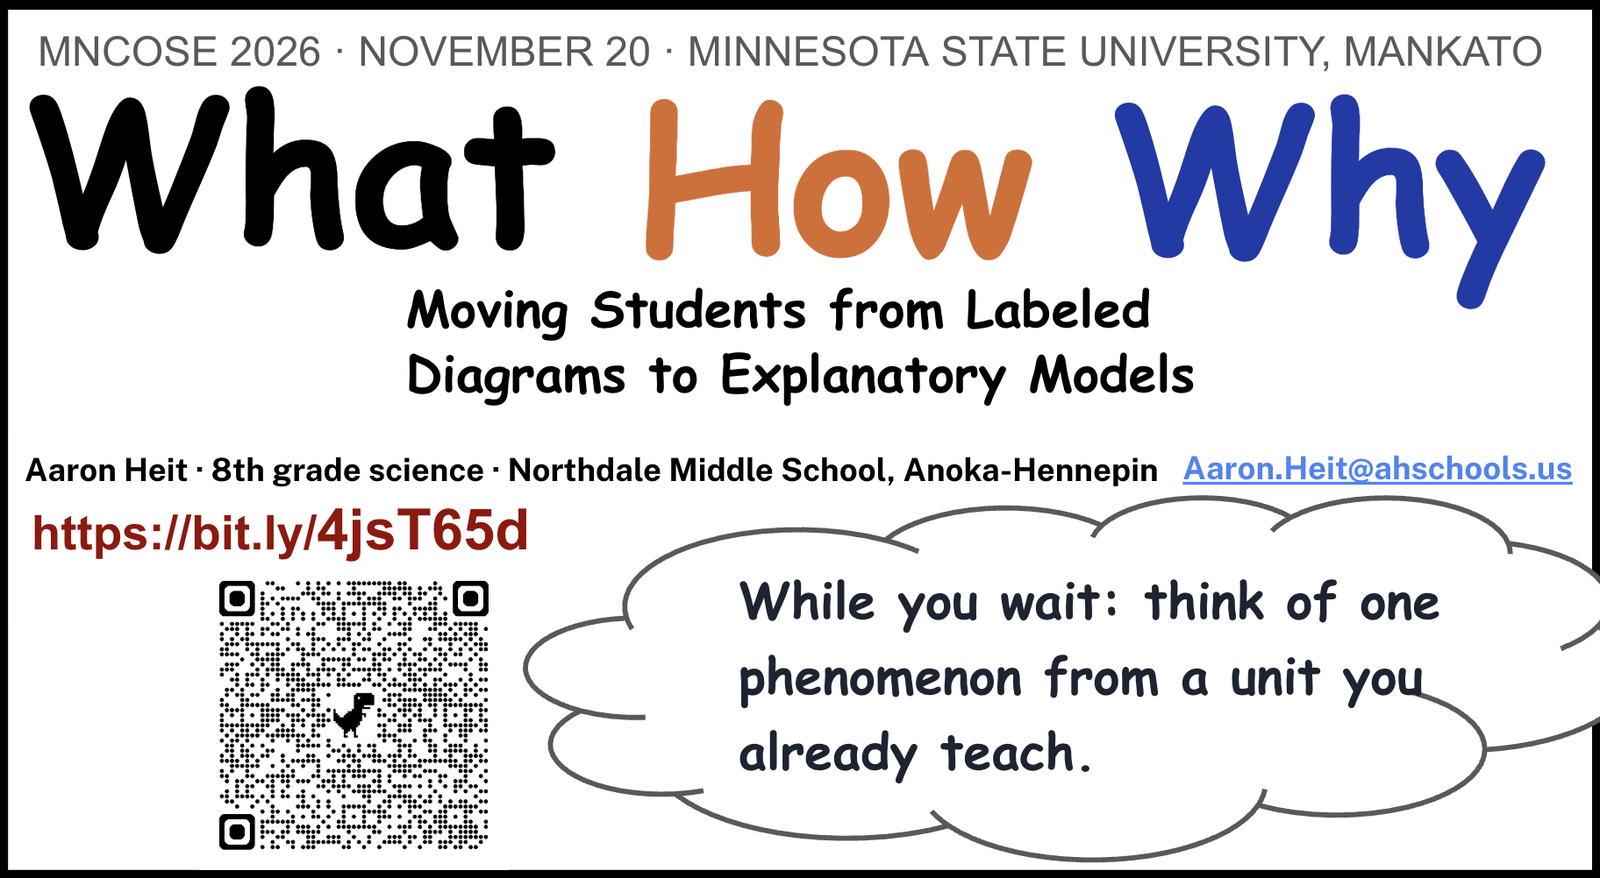 MNCOSE 2026 · NOVEMBER 20 · MINNESOTA STATE UNIVERSITY, MANKATO
What How Why
Moving Students from Labeled
Diagrams to Explanatory Models
Aaron Heit · 8th grade science · Northdale Middle School, Anoka-Hennepin Aaron.Heit@ahschools.us
https://bit.ly/4jsT65d
While you wait: think of one
phenomenon from a unit you
already teach.